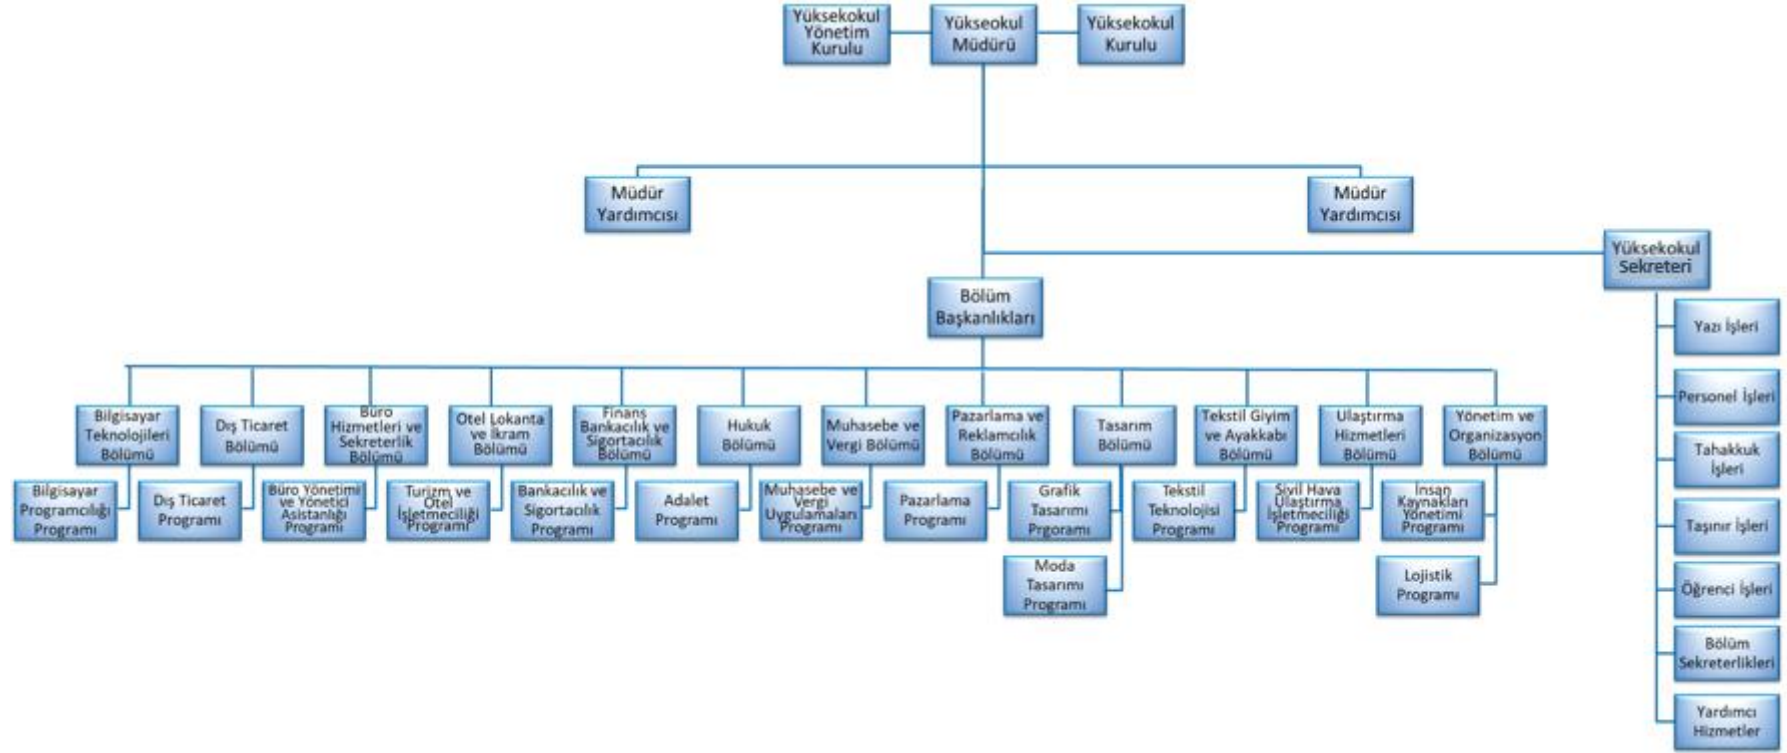 Yüksekokul
Yönetim
Kurulu
Yükseokul
Müdürü
Yüksekokul
Kurulu
Müdür
Yardımcısı
Müdür
Yardımcısı
Yüksekokul
Sekreteri
Bölüm
Başkanlıkları
Bilgisayar
Teknolojileri
Bölümü
Dış Ticaret
Bölümü
Büro
Hizmetleri ve
Sekreterlik
Bölümü
Otel Lokanta
ve İkram
Bölümü
Finans
Bankacılık ve
Sigortacılık
Bölümü
Hukuk
Bölümü
Muhasebe ve
Vergi Bölümü
Pazarlama ve
Reklamcılık
Bölümü
Tasarım
Bölümü
Tekstil Giyim
ve Ayakkabı
Bölümü
Ulaştırma
Hizmetleri
Bölümü
Yönetim ve
Organizasyon
Bölümü
Bilgisayar
Programcılığı
Programı
Dış Ticaret
Programı
Büro Yönetimi
ve Yönetici
Asistanlığı
Programı
Turizm ve
Otel
İşletmeciliği
Programı
Bankacılık ve
Sigortacılık
Programı
Adalet
Programı
Muhasebe ve
Vergi
Uygulamaları
Programı
Pazarlama
Programı
Grafik
Tasarımı
Prgoramı
Tekstil
Teknolojisi
Programı
Sivil Hava
Ulaştırma
İşletmeciliği
Programı
İnsan
Kaynakları
Yönetimi
Programı
Moda
Tasarımı
Programı
Lojistik
Programı
Yazı İşleri
Personel İşleri
Tahakkuk
İşleri
Taşınır İşleri
Öğrenci İşleri
Bölüm
Sekreterlikleri
Yardımcı
Hizmetler